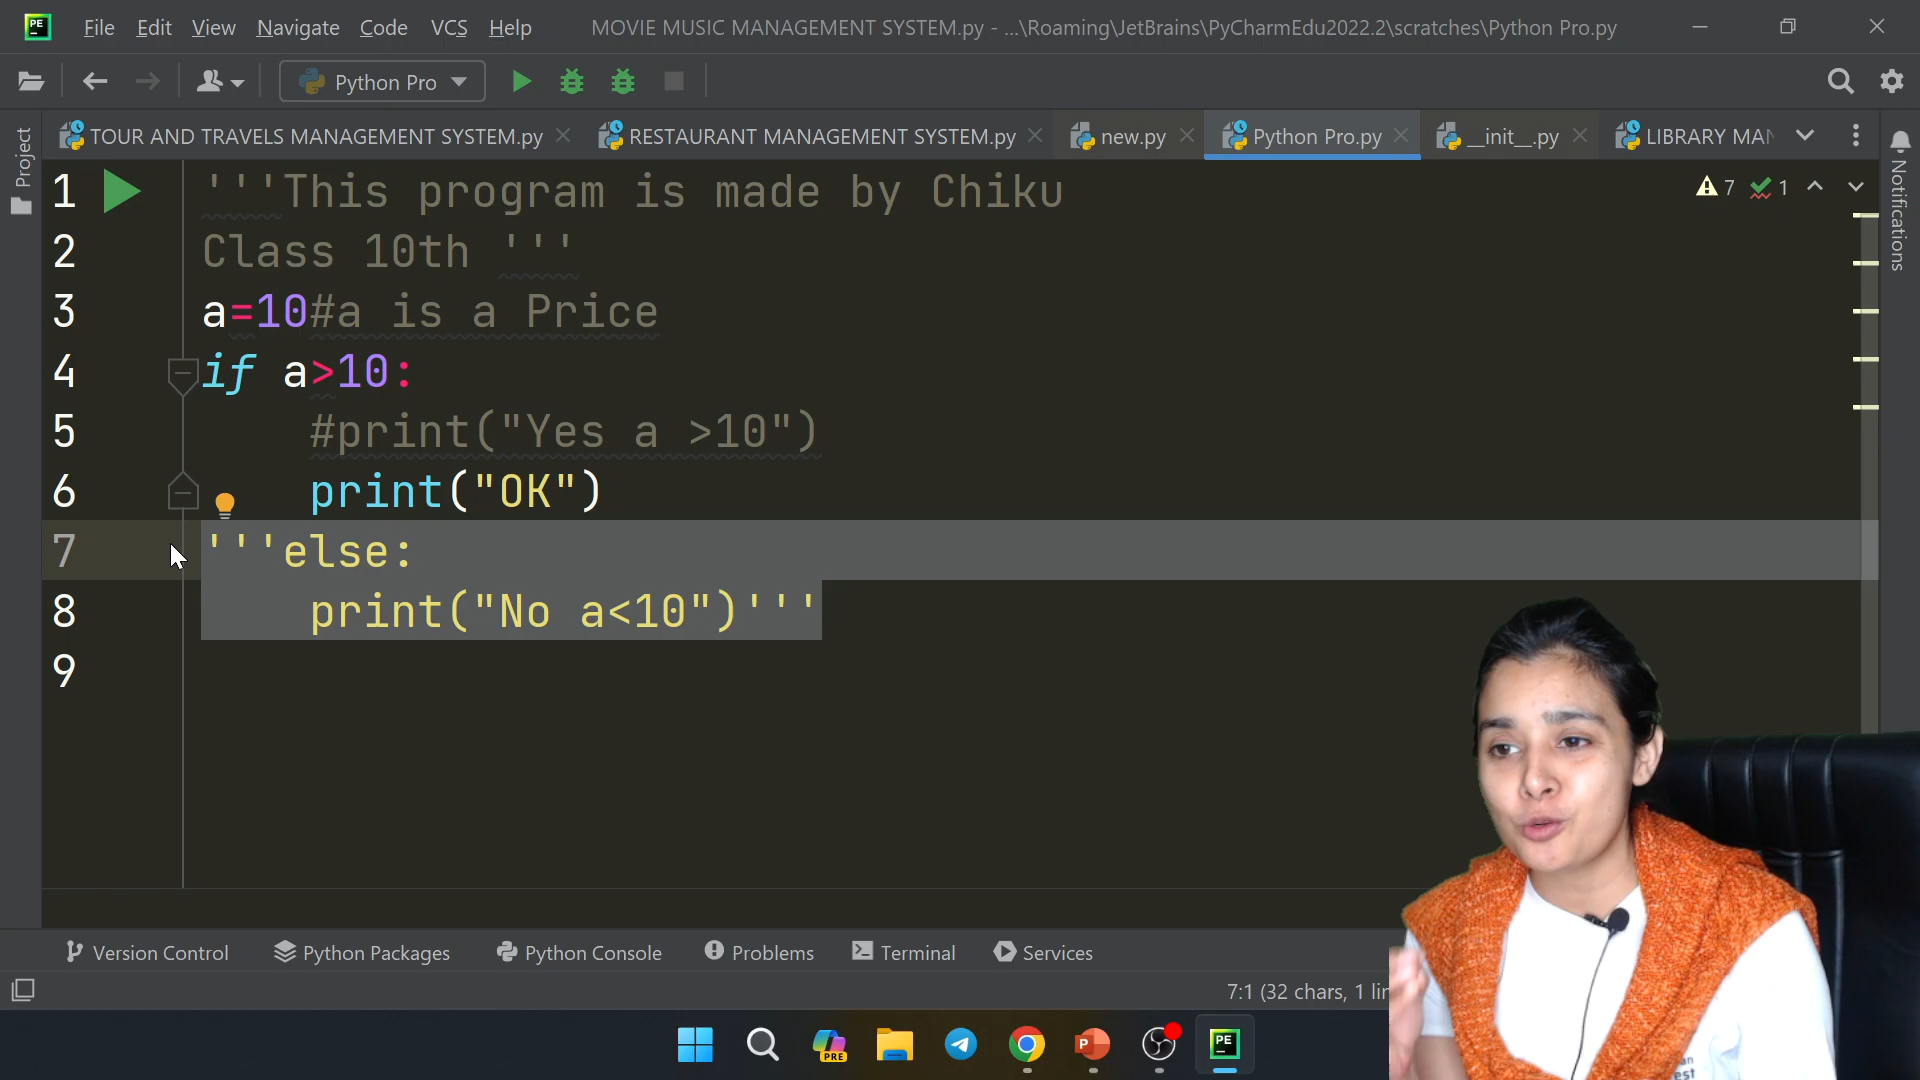 PE File Edit View Navigate Code VCS Help MOVIE MUSIC MANAGEMENT SYSTEM.py - ...\Roaming\JetBrains\PyCharmEdu2022.2\scratches\Python Pro.py
Python Pro
TOUR AND TRAVELS MANAGEMENT SYSTEM.py RESTAURANT MANAGEMENT SYSTEM.py new.py Python Pro.py __init__.py LIBRARY MAN
Project
Notifications
7 1
1 '''This program is made by Chiku
2 Class 10th '''
3 a=10#a is a Price
4 if a>10:
5 #print("Yes a >10")
6 print("OK")
7 '''else:
8 print("No a<10")'''
9
Version Control Python Packages Python Console Problems Terminal Services
7:1 (32 chars, 1 lin
PRE P PE